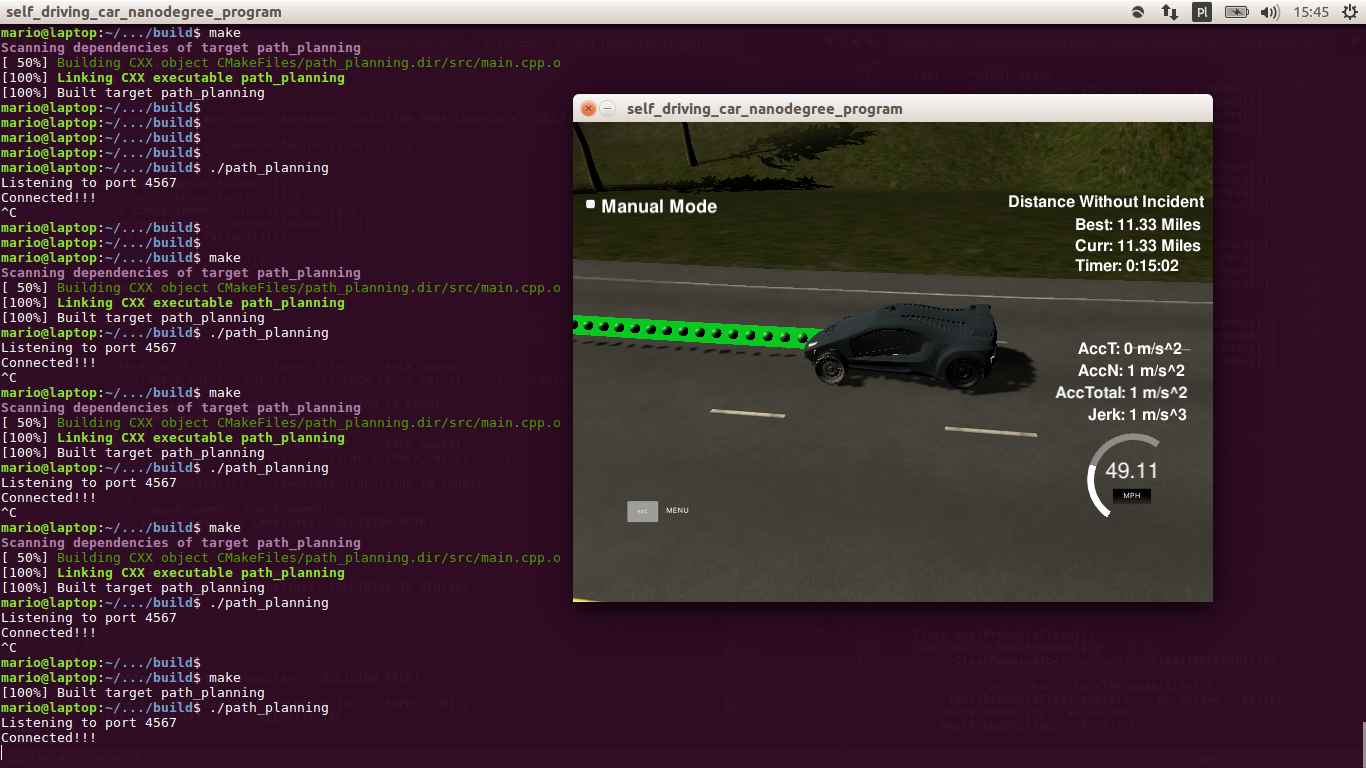 self_driving_car_nanodegree_program
Pl
15:45
mario@laptop:~/.../build$ make
Scanning dependencies of target path_planning
[ 50%] Building CXX object CMakeFiles/path_planning.dir/src/main.cpp.o
[100%] Linking CXX executable path_planning
[100%] Built target path_planning
mario@laptop:~/.../build$
mario@laptop:~/.../build$
mario@laptop:~/.../build$
mario@laptop:~/.../build$
mario@laptop:~/.../build$ ./path_planning
Listening to port 4567
Connected!!!
^C
mario@laptop:~/.../build$
mario@laptop:~/.../build$
mario@laptop:~/.../build$ make
Scanning dependencies of target path_planning
[ 50%] Building CXX object CMakeFiles/path_planning.dir/src/main.cpp.o
[100%] Linking CXX executable path_planning
[100%] Built target path_planning
mario@laptop:~/.../build$ ./path_planning
Listening to port 4567
Connected!!!
^C
mario@laptop:~/.../build$ make
Scanning dependencies of target path_planning
[ 50%] Building CXX object CMakeFiles/path_planning.dir/src/main.cpp.o
[100%] Linking CXX executable path_planning
[100%] Built target path_planning
mario@laptop:~/.../build$ ./path_planning
Listening to port 4567
Connected!!!
^C
mario@laptop:~/.../build$ make
Scanning dependencies of target path_planning
[ 50%] Building CXX object CMakeFiles/path_planning.dir/src/main.cpp.o
[100%] Linking CXX executable path_planning
[100%] Built target path_planning
mario@laptop:~/.../build$ ./path_planning
Listening to port 4567
Connected!!!
^C
mario@laptop:~/.../build$
mario@laptop:~/.../build$ make
[100%] Built target path_planning
mario@laptop:~/.../build$ ./path_planning
Listening to port 4567
Connected!!!
self_driving_car_nanodegree_program
Manual Mode
Distance Without Incident
Best: 11.33 Miles
Curr: 11.33 Miles
Timer: 0:15:02
AccT: 0 m/s^2
AccN: 1 m/s^2
AccTotal: 1 m/s^2
Jerk: 1 m/s^3
49.11
MPH
ESC
MENU